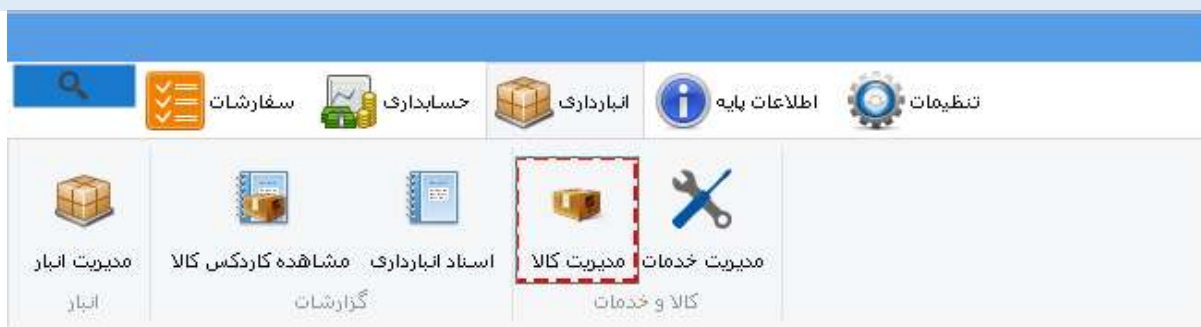 تنظیمات اطلاعات پایه انبارداری حسابداری سفارشات
مدیریت خدمات مدیریت کالا اسناد انبارداری مشاهده کاردکس کالا مدیریت انبار
کالا و خدمات گزارشات انبار